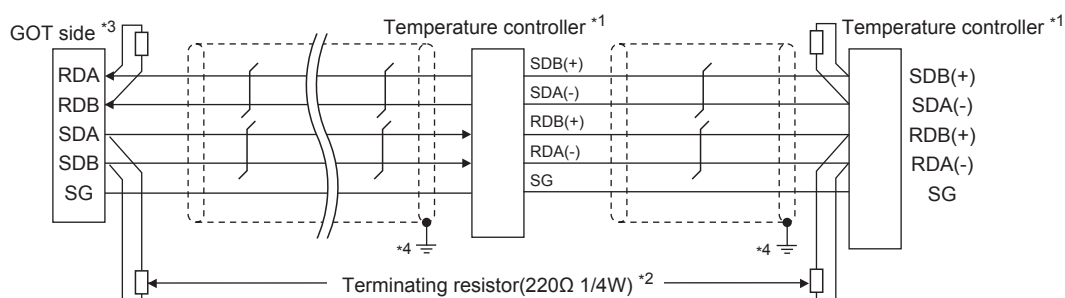 GOT side *3
Temperature controller *1
Temperature controller *1
RDA
RDB
SDA
SDB
SG
SDB(+)
SDA(-)
RDB(+)
RDA(-)
SG
SDB(+)
SDA(-)
RDB(+)
RDA(-)
SG
*4
*4
Terminating resistor(220Ω 1/4W) *2